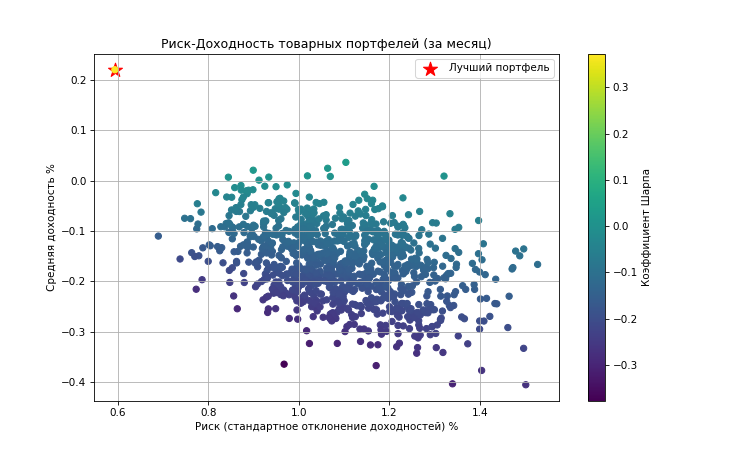 Риск-Доходность товарных портфелей (за месяц)
Лучший портфель
0.2
0.1
0.0
−0.1
−0.2
−0.3
−0.4
Средняя доходность %
0.6 0.8 1.0 1.2 1.4
Риск (стандартное отклонение доходностей) %
0.3
0.2
0.1
0.0
−0.1
−0.2
−0.3
Коэффициент Шарпа